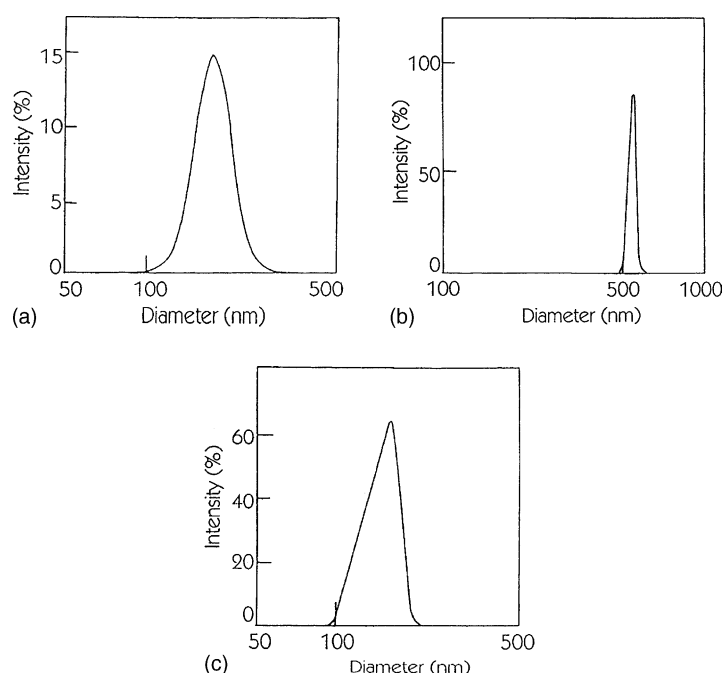 15
10
5
0
Intensity (%)
50 100 500
Diameter (nm)
(a)
100
50
0
Intensity (%)
100 500 1000
Diameter (nm)
(b)
60
40
20
0
Intensity (%)
50 100 500
Diameter (nm)
(c)